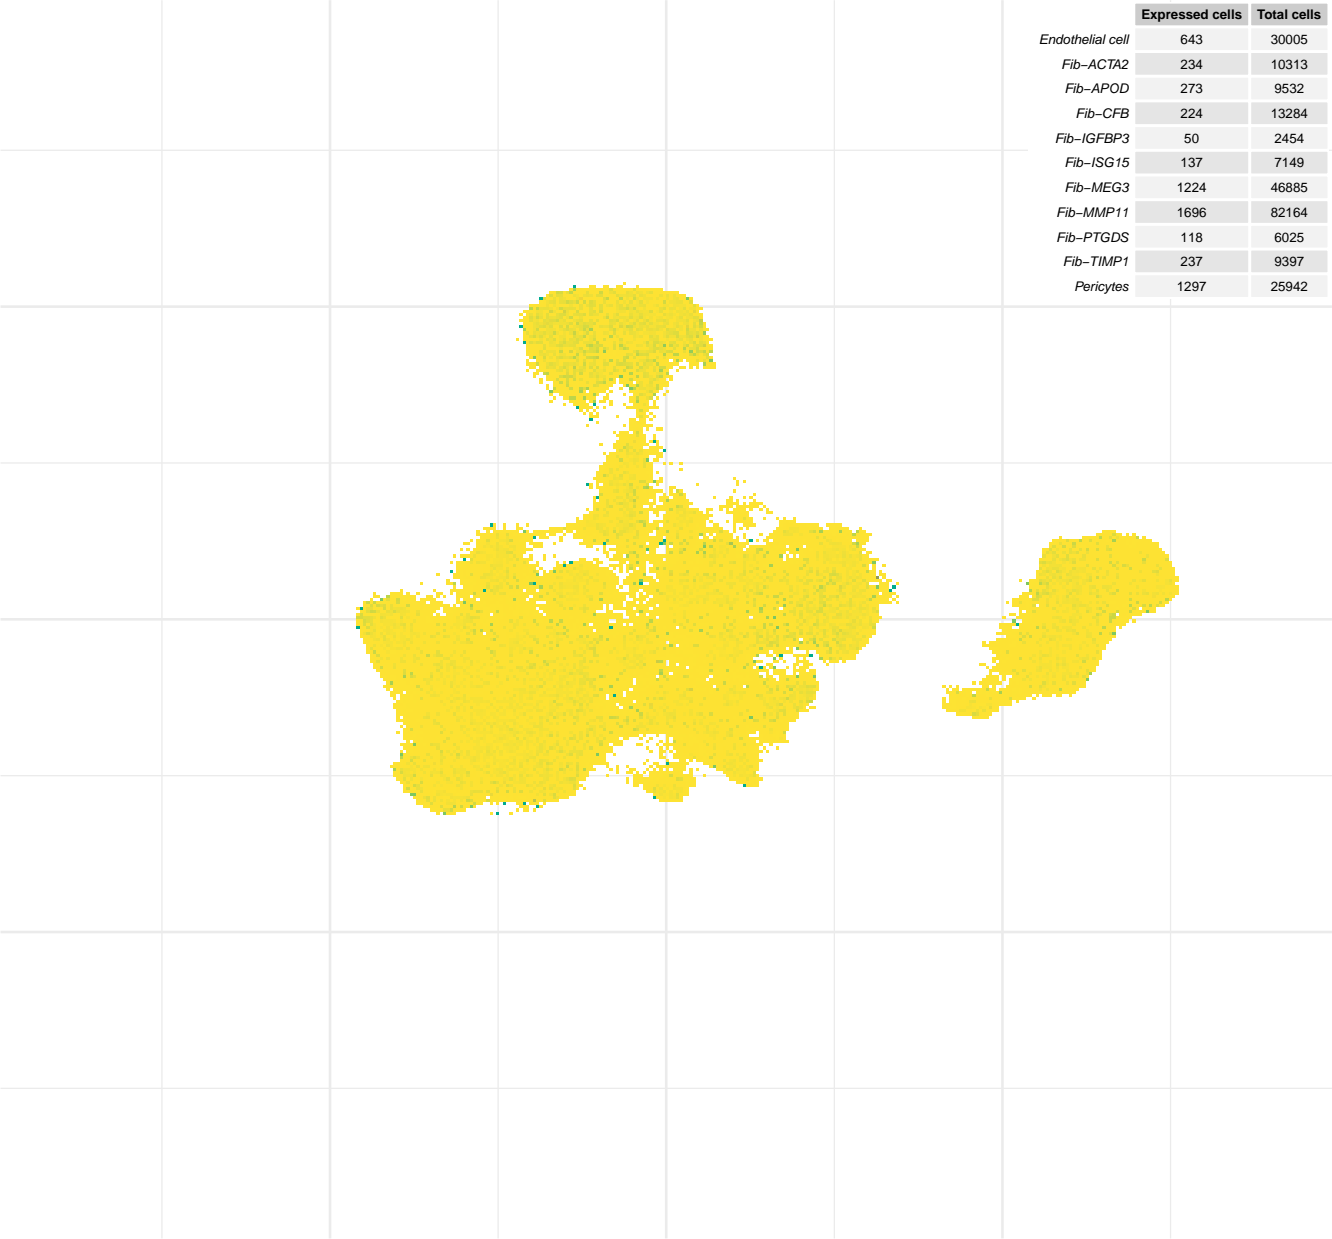 Expressed cells Total cells
Endothelial cell 643 30005
Fib−ACTA2 234 10313
Fib−APOD 273 9532
Fib−CFB 224 13284
Fib−IGFBP3 50 2454
Fib−ISG15 137 7149
Fib−MEG3 1224 46885
Fib−MMP11 1696 82164
Fib−PTGDS 118 6025
Fib−TIMP1 237 9397
Pericytes 1297 25942